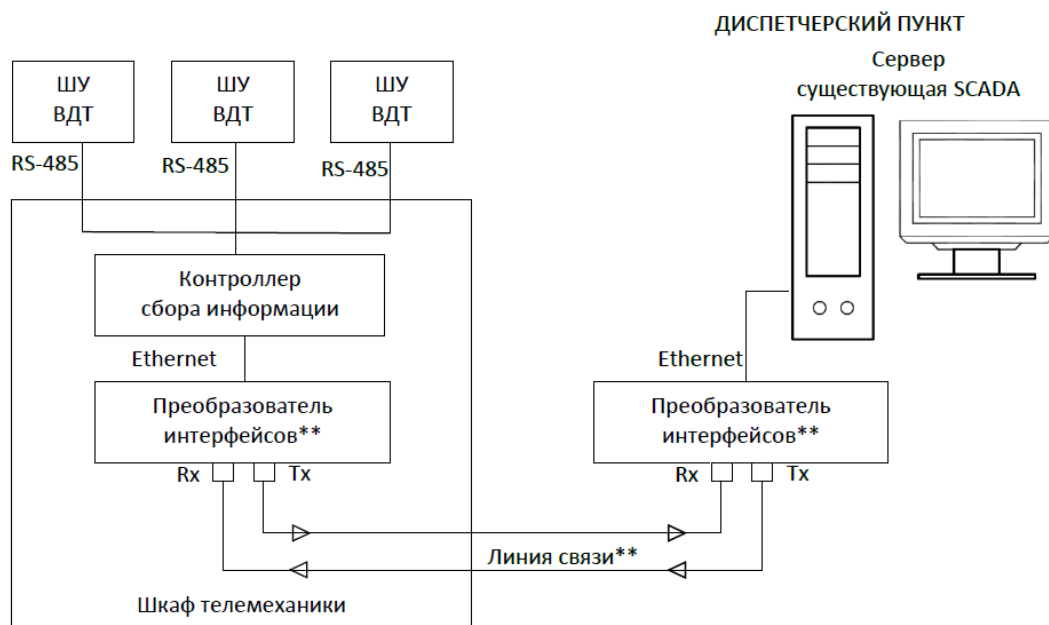 ДИСПЕТЧЕРСКИЙ ПУНКТ
Сервер
существующая SCADA
ШУ
ВДТ
ШУ
ВДТ
ШУ
ВДТ
RS-485
RS-485
RS-485
Контроллер
сбора информации
Ethernet
Ethernet
Преобразователь
интерфейсов**
Преобразователь
интерфейсов**
Rx
Tx
Rx
Tx
Линия связи**
Шкаф телемеханики